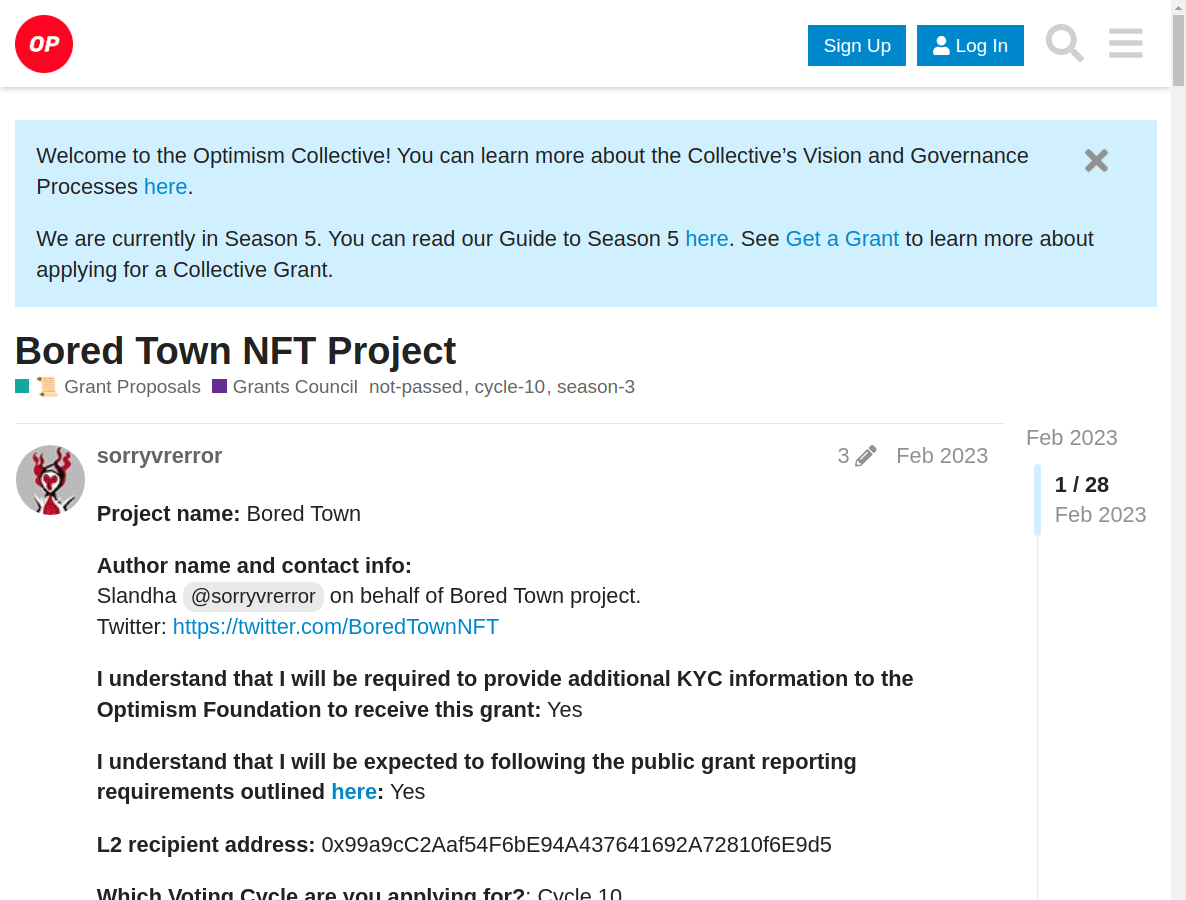 OP
Sign Up
Log In
Welcome to the Optimism Collective! You can learn more about the Collective’s Vision and Governance
Processes here.
We are currently in Season 5. You can read our Guide to Season 5 here. See Get a Grant to learn more about
applying for a Collective Grant.
Bored Town NFT Project
Grant Proposals Grants Council not-passed, cycle-10, season-3
sorryvrerror
3 Feb 2023
Feb 2023
1 / 28
Feb 2023
Project name: Bored Town
Author name and contact info:
Slandha @sorryvrerror on behalf of Bored Town project.
Twitter: https://twitter.com/BoredTownNFT
I understand that I will be required to provide additional KYC information to the
Optimism Foundation to receive this grant: Yes
I understand that I will be expected to following the public grant reporting
requirements outlined here: Yes
L2 recipient address: 0x99a9cC2Aaf54F6bE94A437641692A72810f6E9d5
Which Voting Cycle are you applying for?: Cycle 10